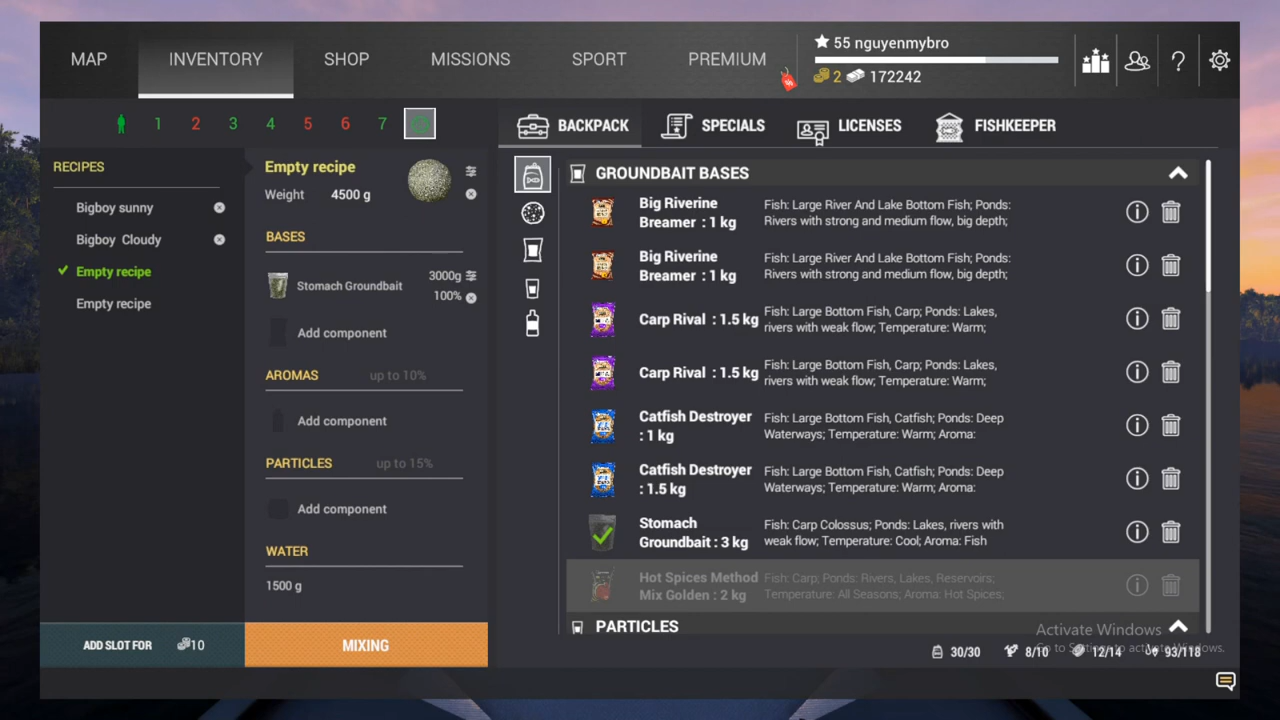 MAP
INVENTORY
SHOP
MISSIONS
SPORT
PREMIUM
55 nguyenmybro
2 172242
?
1 2 3 4 5 6 7
BACKPACK
SPECIALS
LICENSES
FISHKEEPER
RECIPES
Bigboy sunny
Bigboy Cloudy
Empty recipe
Empty recipe
ADD SLOT FOR 10
Empty recipe
Weight 4500 g
BASES
Stomach Groundbait
3000g
100%
Add component
AROMAS up to 10%
Add component
PARTICLES up to 15%
Add component
WATER
1500 g
MIXING
GROUNDBAIT BASES
Big Riverine
Breamer : 1 kg
Fish: Large River And Lake Bottom Fish; Ponds:
Rivers with strong and medium flow, big depth;
Big Riverine
Breamer : 1 kg
Fish: Large River And Lake Bottom Fish; Ponds:
Rivers with strong and medium flow, big depth;
Carp Rival : 1.5 kg
Fish: Large Bottom Fish, Carp; Ponds: Lakes,
rivers with weak flow; Temperature: Warm;
Carp Rival : 1.5 kg
Fish: Large Bottom Fish, Carp; Ponds: Lakes,
rivers with weak flow; Temperature: Warm;
Catfish Destroyer
: 1 kg
Fish: Large Bottom Fish, Catfish; Ponds: Deep
Waterways; Temperature: Warm; Aroma:
Catfish Destroyer
: 1.5 kg
Fish: Large Bottom Fish, Catfish; Ponds: Deep
Waterways; Temperature: Warm; Aroma:
Stomach
Groundbait : 3 kg
Fish: Carp Colossus; Ponds: Lakes, rivers with
weak flow; Temperature: Cool; Aroma: Fish
Hot Spices Method
Mix Golden : 2 kg
Fish: Carp; Ponds: Rivers, Lakes, Reservoirs;
Temperature: All Seasons; Aroma: Hot Spices;
PARTICLES
Activate Windows
Go to Settings to activate Windows.
30/30 8/10 12/14 93/118